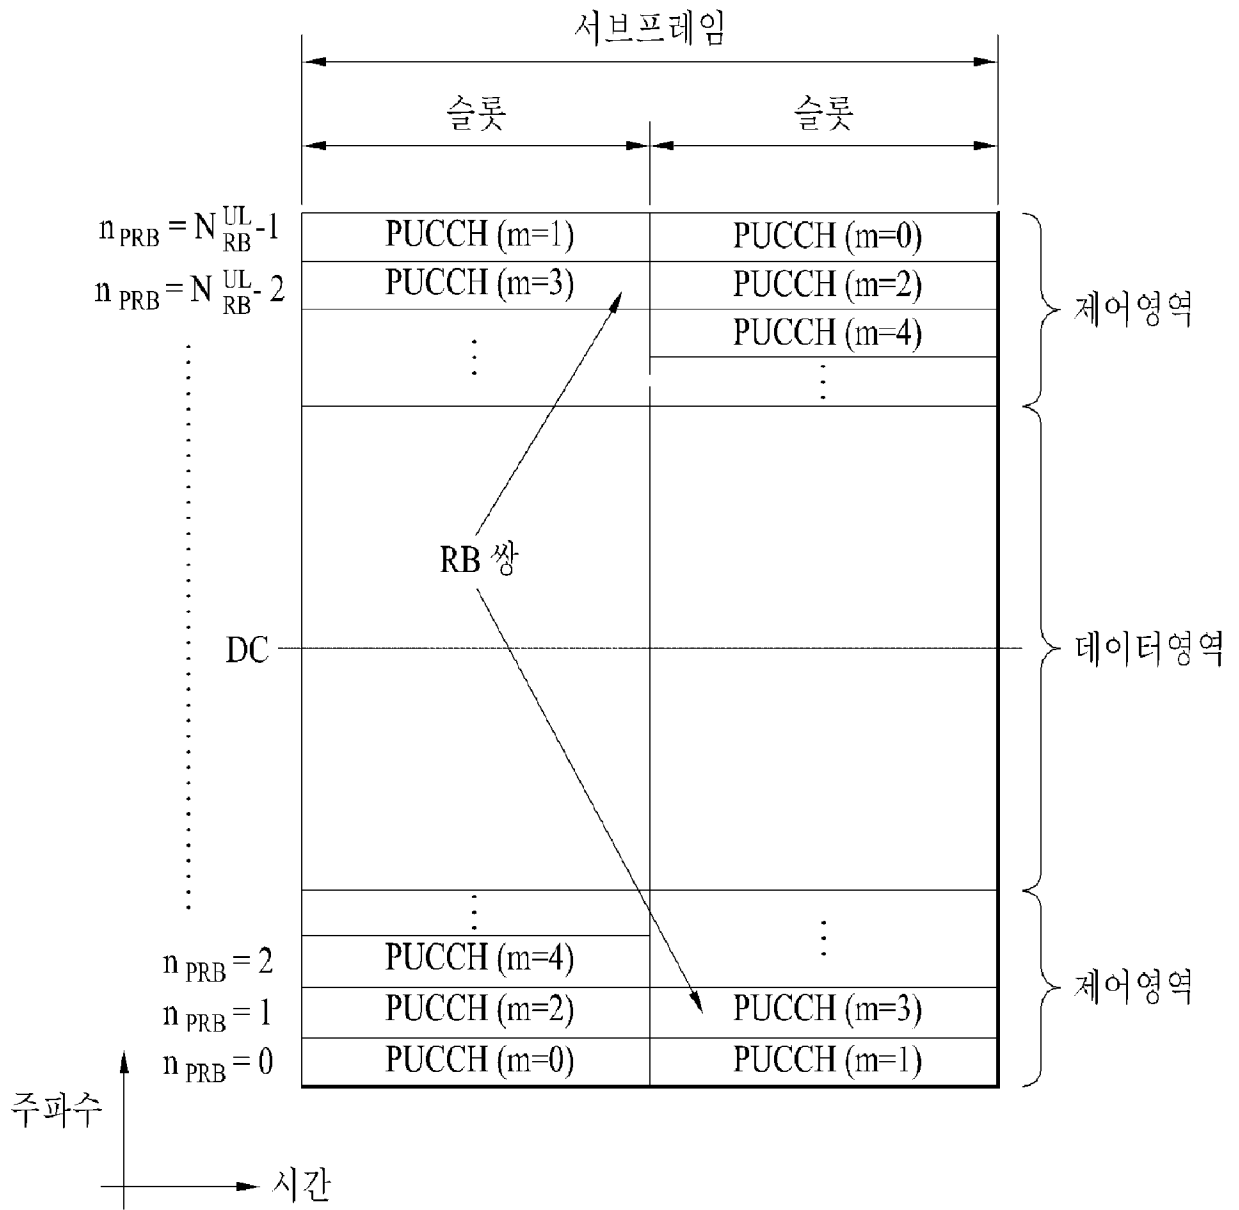 서브프레임
슬롯 슬롯
n PRB = N UL RB -1 PUCCH (m=1) PUCCH (m=0)
n PRB = N UL RB - 2 PUCCH (m=3) PUCCH (m=2)
PUCCH (m=4)
제어영역
RB 쌍
DC
데이터영역
n PRB = 2 PUCCH (m=4)
n PRB = 1 PUCCH (m=2) PUCCH (m=3)
제어영역
n PRB = 0 PUCCH (m=0) PUCCH (m=1)
주파수
시간